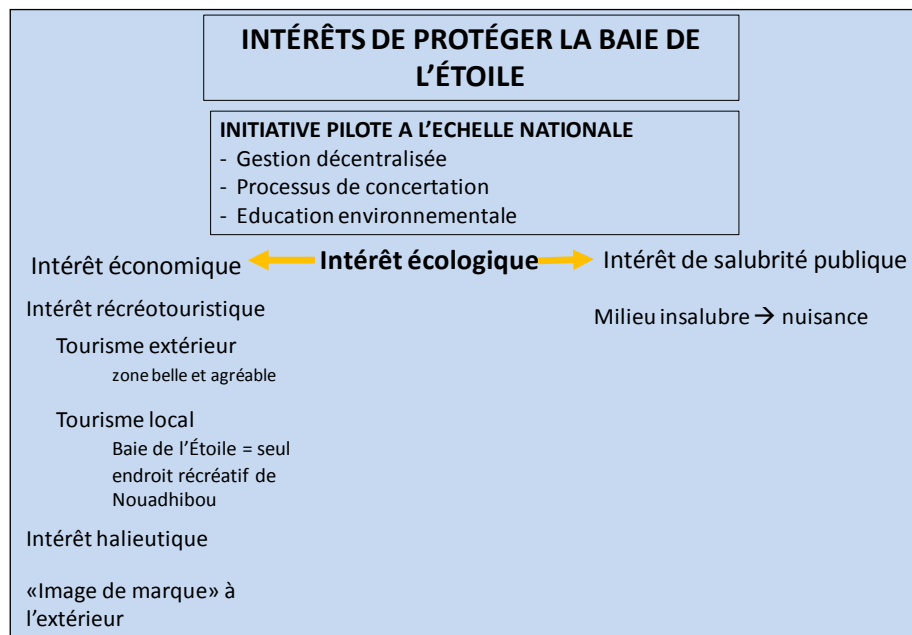 INTÉRÊTS DE PROTÉGER LA BAIE DE
L'ÉTOILE
INITIATIVE PILOTE A L'ECHELLE NATIONALE
- Gestion décentralisée
- Processus de concertation
- Education environnementale
Intérêt économique
Intérêt écologique
Intérêt de salubrité publique
Intérêt récréotouristique
Milieu insalubre → nuisance
Tourisme extérieur
zone belle et agréable
Tourisme local
Baie de l'Étoile = seul
endroit récréatif de
Nouadhibou
Intérêt halieutique
«Image de marque» à
l'extérieur